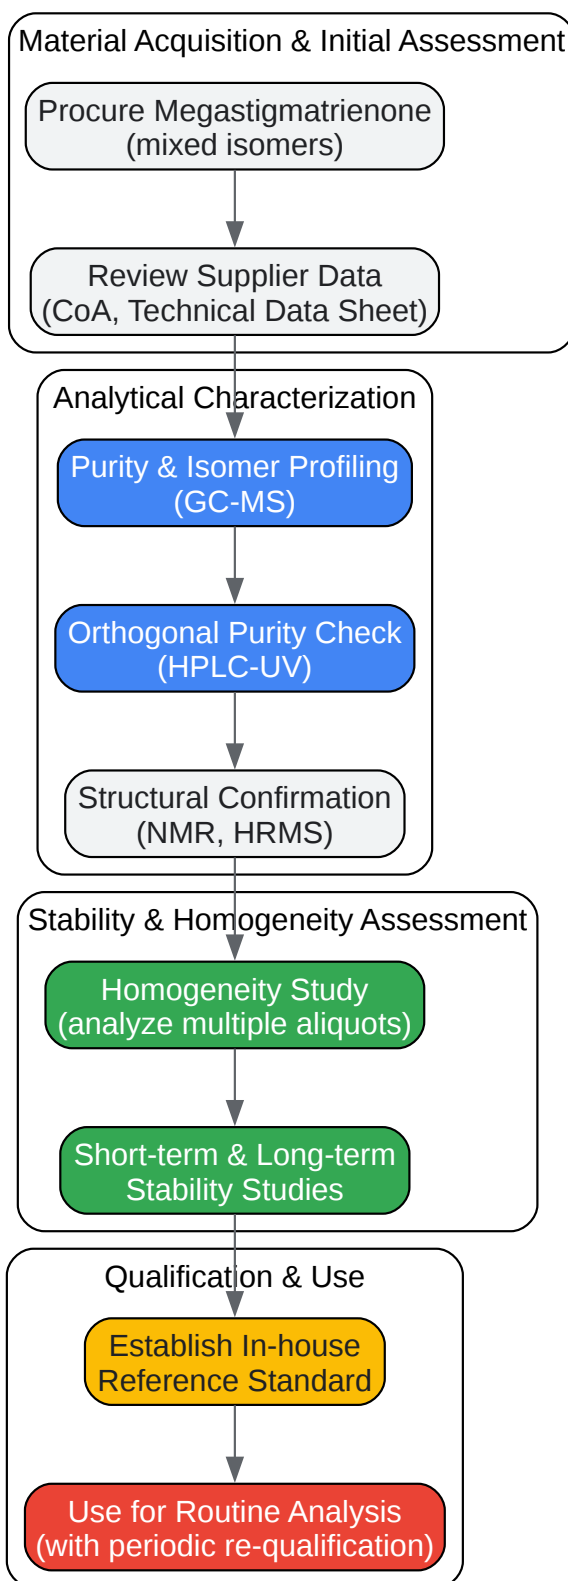 Material Acquisition & Initial Assessment
Procure Megastigmatrienone
(mixed isomers)
Review Supplier Data
(CoA, Technical Data Sheet)
Analytical Characterization
Purity & Isomer Profiling
(GC-MS)
Orthogonal Purity Check
(HPLC-UV)
Structural Confirmation
(NMR, HRMS)
Stability & Homogeneity Assessment
Homogeneity Study
(analyze multiple aliquots)
Short-term & Long-term
Stability Studies
Qualification & Use
Establish In-house
Reference Standard
Use for Routine Analysis
(with periodic re-qualification)